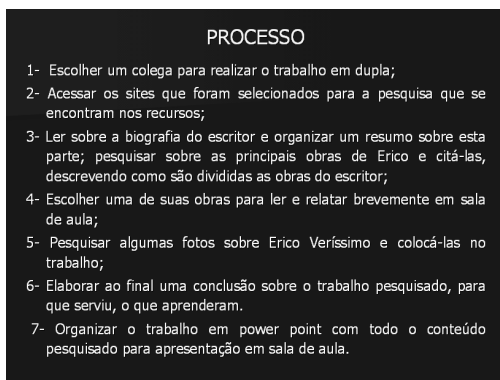 PROCESSO
1- Escolher um colega para realizar o trabalho em dupla;
2- Acessar os sites que foram selecionados para a pesquisa que se
encontram nos recursos;
3- Ler sobre a biografia do escritor e organizar um resumo sobre esta
parte; pesquisar sobre as principais obras de Erico e citá-las,
descrevendo como são divididas as obras do escritor;
4- Escolher uma de suas obras para ler e relatar brevemente em sala
de aula;
5- Pesquisar algumas fotos sobre Erico Veríssimo e colocá-las no
trabalho;
6- Elaborar ao final uma conclusão sobre o trabalho pesquisado, para
que serviu, o que aprenderam.
7- Organizar o trabalho em power point com todo o conteúdo
pesquisado para apresentação em sala de aula.